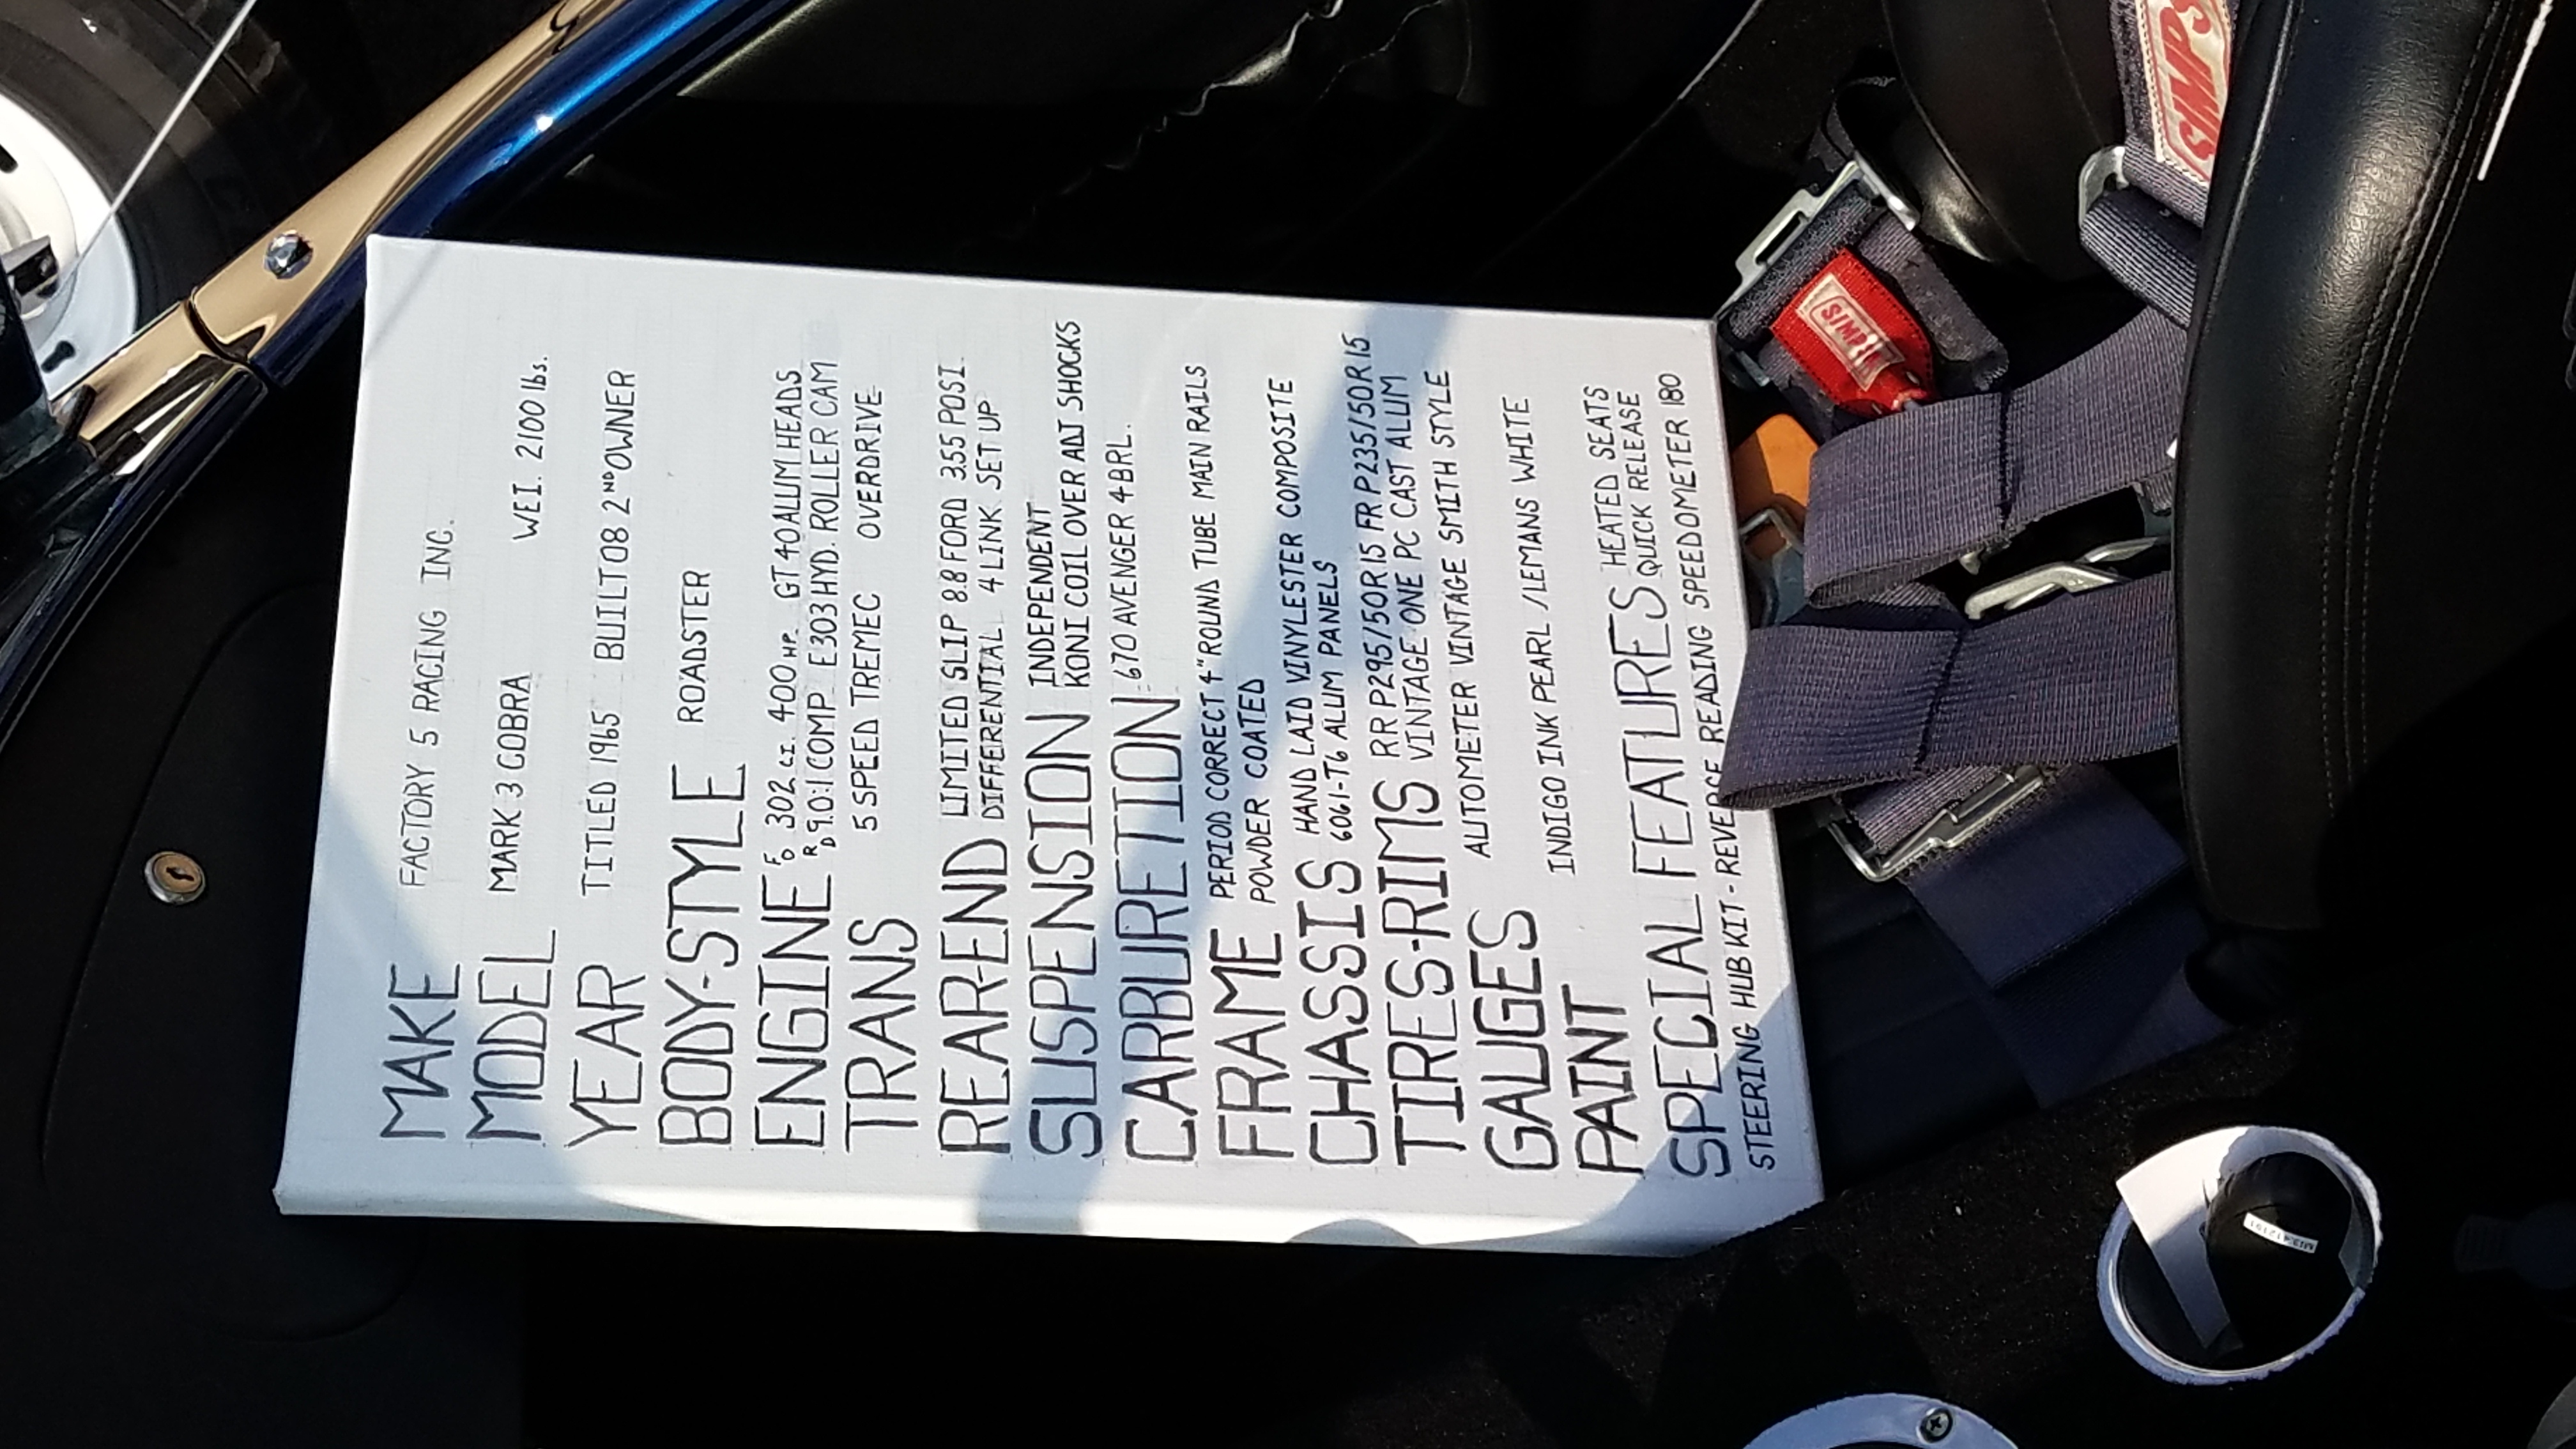 MAKE FACTORY 5 RACING INC.
MODEL MARK 3 COBRA WEI. 2100 lbs.
YEAR TITLED 1965 BUILT 08 2ND OWNER
BODY-STYLE ROADSTER
ENGINE FORD 302 C.I. 400 HP. GT 40 ALUM HEADS
9.0:1 COMP E303 HYD. ROLLER CAM
TRANS 5 SPEED TREMEC OVERDRIVE
REAR-END LIMITED SLIP 8.8 FORD 355 POSI
DIFFERENTIAL 4 LINK SET UP
SUSPENSION INDEPENDENT
KONI COIL OVER ADJ SHOCKS
CARBURETION 670 AVENGER 4 BRL.
FRAME PERIOD CORRECT 4" ROUND TUBE MAIN RAILS
POWDER COATED
CHASSIS HAND LAID VINYLESTER COMPOSITE
6061-T6 ALUM PANELS
TIRES-RIMS RR P295/50R15 FR P235/50R15
VINTAGE ONE PC CAST ALUM
GAUGES AUTOMETER VINTAGE SMITH STYLE
PAINT INDIGO INK PEARL / LEMANS WHITE
SPECIAL FEATURES HEATED SEATS
QUICK RELEASE
STEERING HUB KIT - REVERSE READING SPEEDOMETER 180
SIMPS